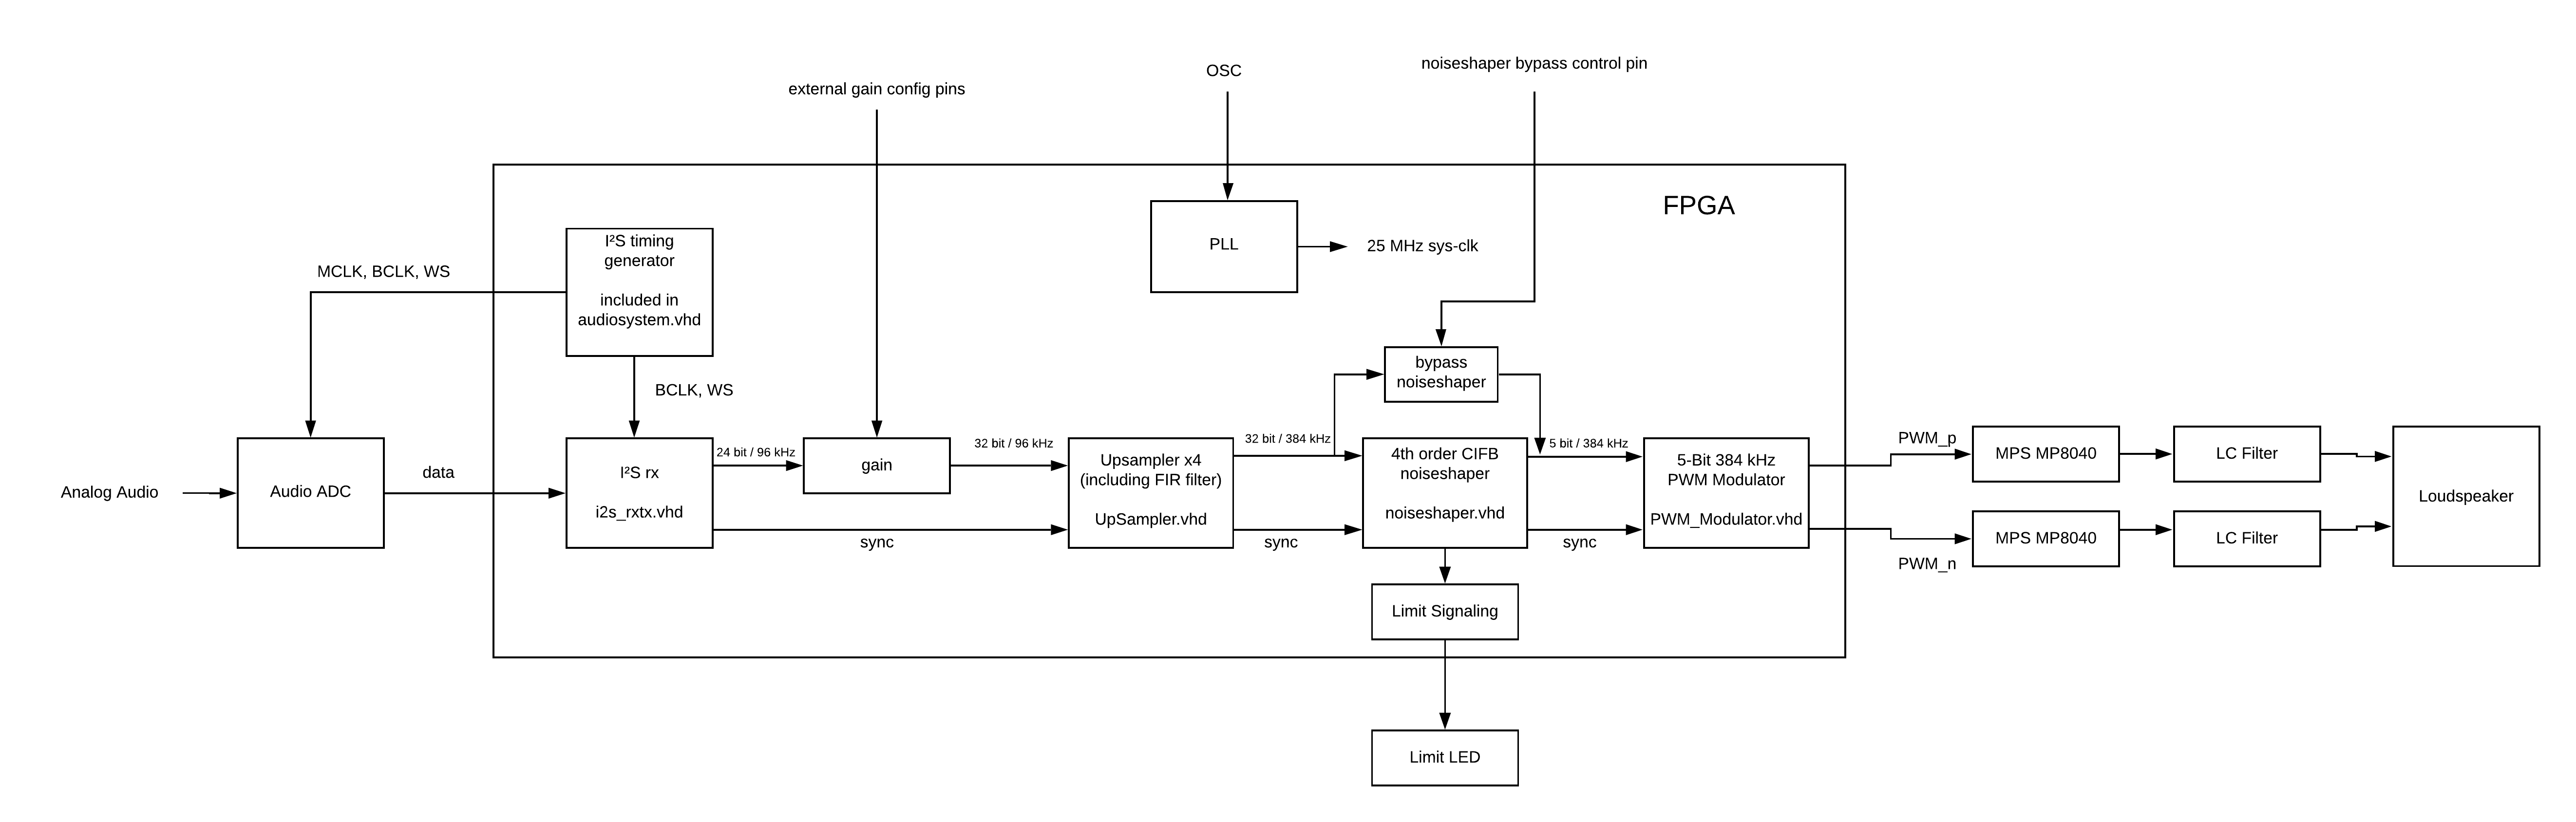 noiseshaper bypass control pin
OSC
external gain config pins
FPGA
I²S timing
generator
included in
audiosystem.vhd
PLL
25 MHz sys-clk
MCLK, BCLK, WS
bypass
noiseshaper
BCLK, WS
Analog Audio
Audio ADC
data
I²S rx
i2s_rxtx.vhd
24 bit / 96 kHz
gain
32 bit / 96 kHz
sync
Upsampler x4
(including FIR filter)
UpSampler.vhd
32 bit / 384 kHz
sync
4th order CIFB
noiseshaper
noiseshaper.vhd
5 bit / 384 kHz
sync
5-Bit 384 kHz
PWM Modulator
PWM_Modulator.vhd
PWM_p
MPS MP8040
LC Filter
PWM_n
MPS MP8040
LC Filter
Loudspeaker
Limit Signaling
Limit LED